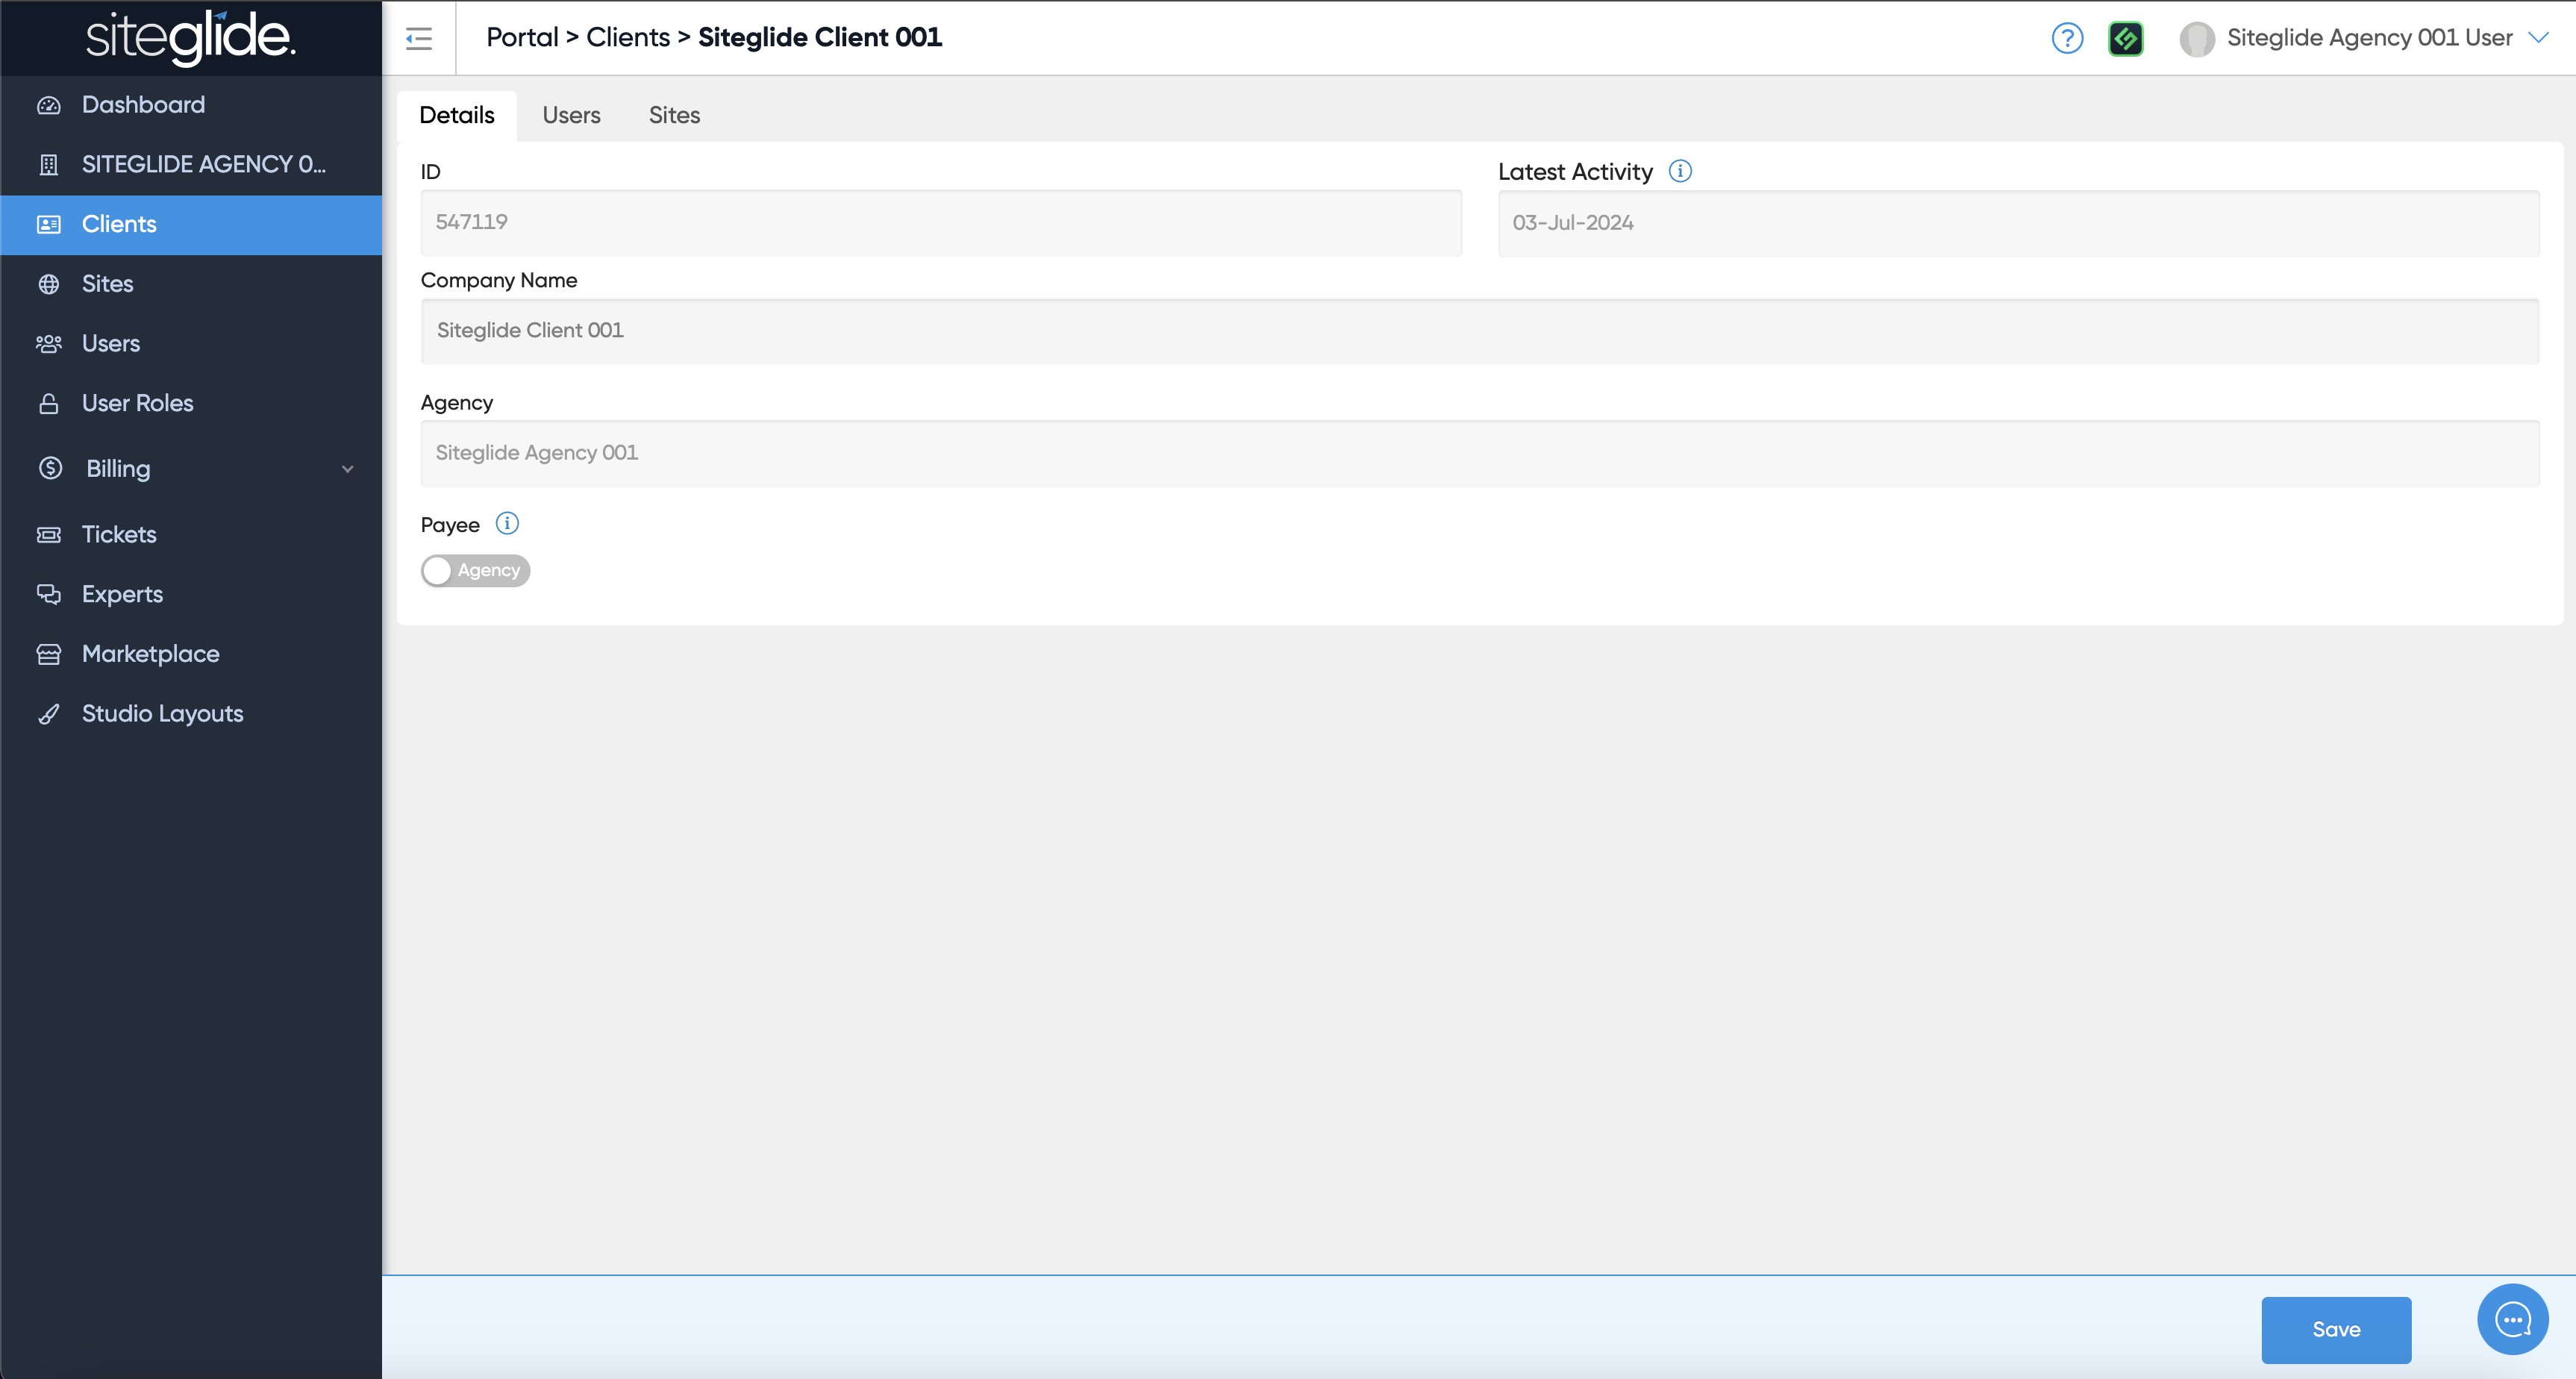 siteglide.
Portal > Clients > Siteglide Client 001
Siteglide Agency 001 User
Dashboard
SITEGLIDE AGENCY 0...
Clients
Sites
Users
User Roles
Billing
Tickets
Experts
Marketplace
Studio Layouts
Details Users Sites
ID
547119
Latest Activity
03-Jul-2024
Company Name
Siteglide Client 001
Agency
Siteglide Agency 001
Payee
Agency
Save